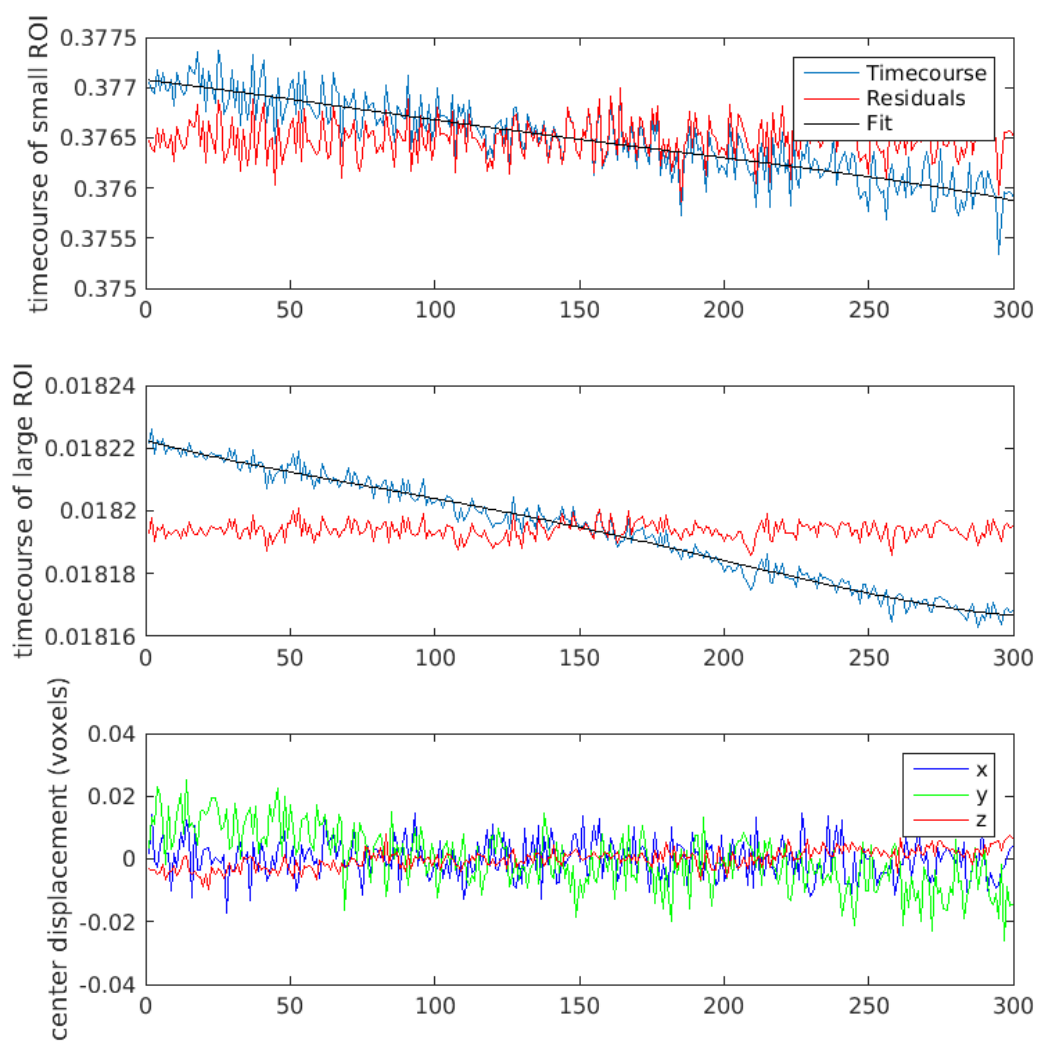 timecourse of small ROI
0.3775
0.377
0.3765
0.376
0.3755
0.375
Timecourse
Residuals
Fit
0 50 100 150 200 250 300
timecourse of large ROI
0.01824
0.01822
0.0182
0.01818
0.01816
0 50 100 150 200 250 300
center displacement (voxels)
0.04
0.02
0
-0.02
-0.04
x
y
z
0 50 100 150 200 250 300